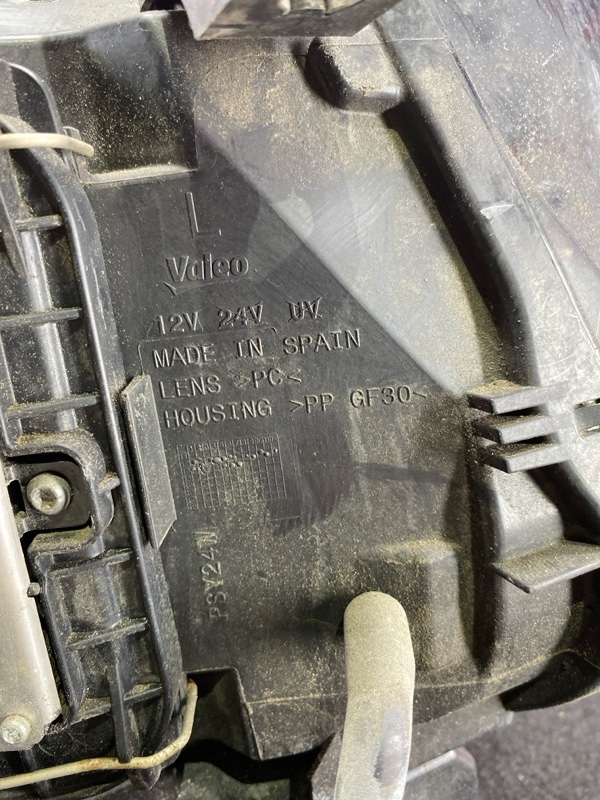 L
Valeo
12V 24V UV
MADE IN SPAIN
LENS >PC<
HOUSING >PP GF30<
PSY24W